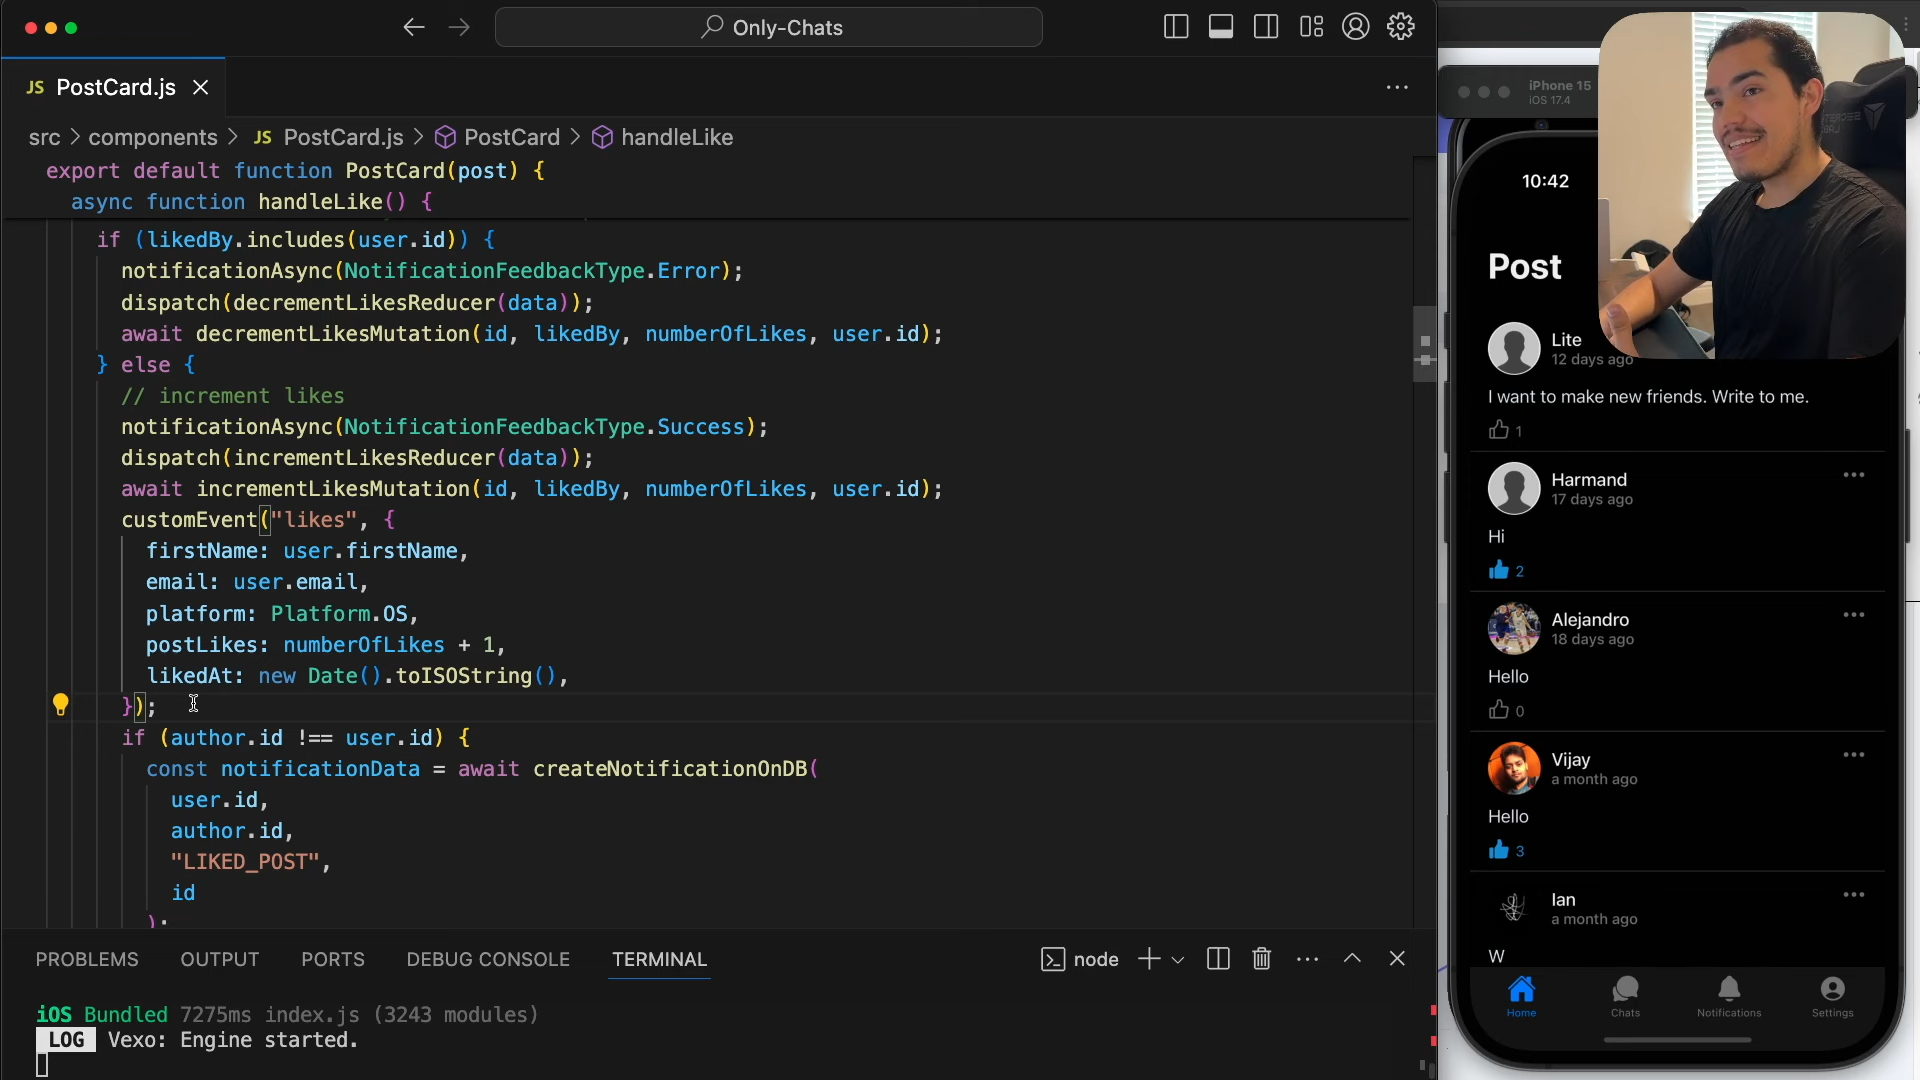 Only-Chats
JS PostCard.js
src > components > JS PostCard.js > PostCard > handleLike
export default function PostCard(post) {
async function handleLike() {
if (likedBy.includes(user.id)) {
notificationAsync(NotificationFeedbackType.Error);
dispatch(decrementLikesReducer(data));
await decrementLikesMutation(id, likedBy, numberOfLikes, user.id);
} else {
// increment likes
notificationAsync(NotificationFeedbackType.Success);
dispatch(incrementLikesReducer(data));
await incrementLikesMutation(id, likedBy, numberOfLikes, user.id);
customEvent("likes", {
firstName: user.firstName,
email: user.email,
platform: Platform.OS,
postLikes: numberOfLikes + 1,
likedAt: new Date().toISOString(),
});
if (author.id !== user.id) {
const notificationData = await createNotificationOnDB(
user.id,
author.id,
"LIKED_POST",
id
);
PROBLEMS OUTPUT PORTS DEBUG CONSOLE TERMINAL
node
iOS Bundled 7275ms index.js (3243 modules)
LOG Vexo: Engine started.
iPhone 15
iOS 17.4
10:42
Post
Lite
12 days ago
I want to make new friends. Write to me.
1
Harmand
17 days ago
Hi
2
Alejandro
18 days ago
Hello
0
Vijay
a month ago
Hello
3
Ian
a month ago
W
Home Chats Notifications Settings